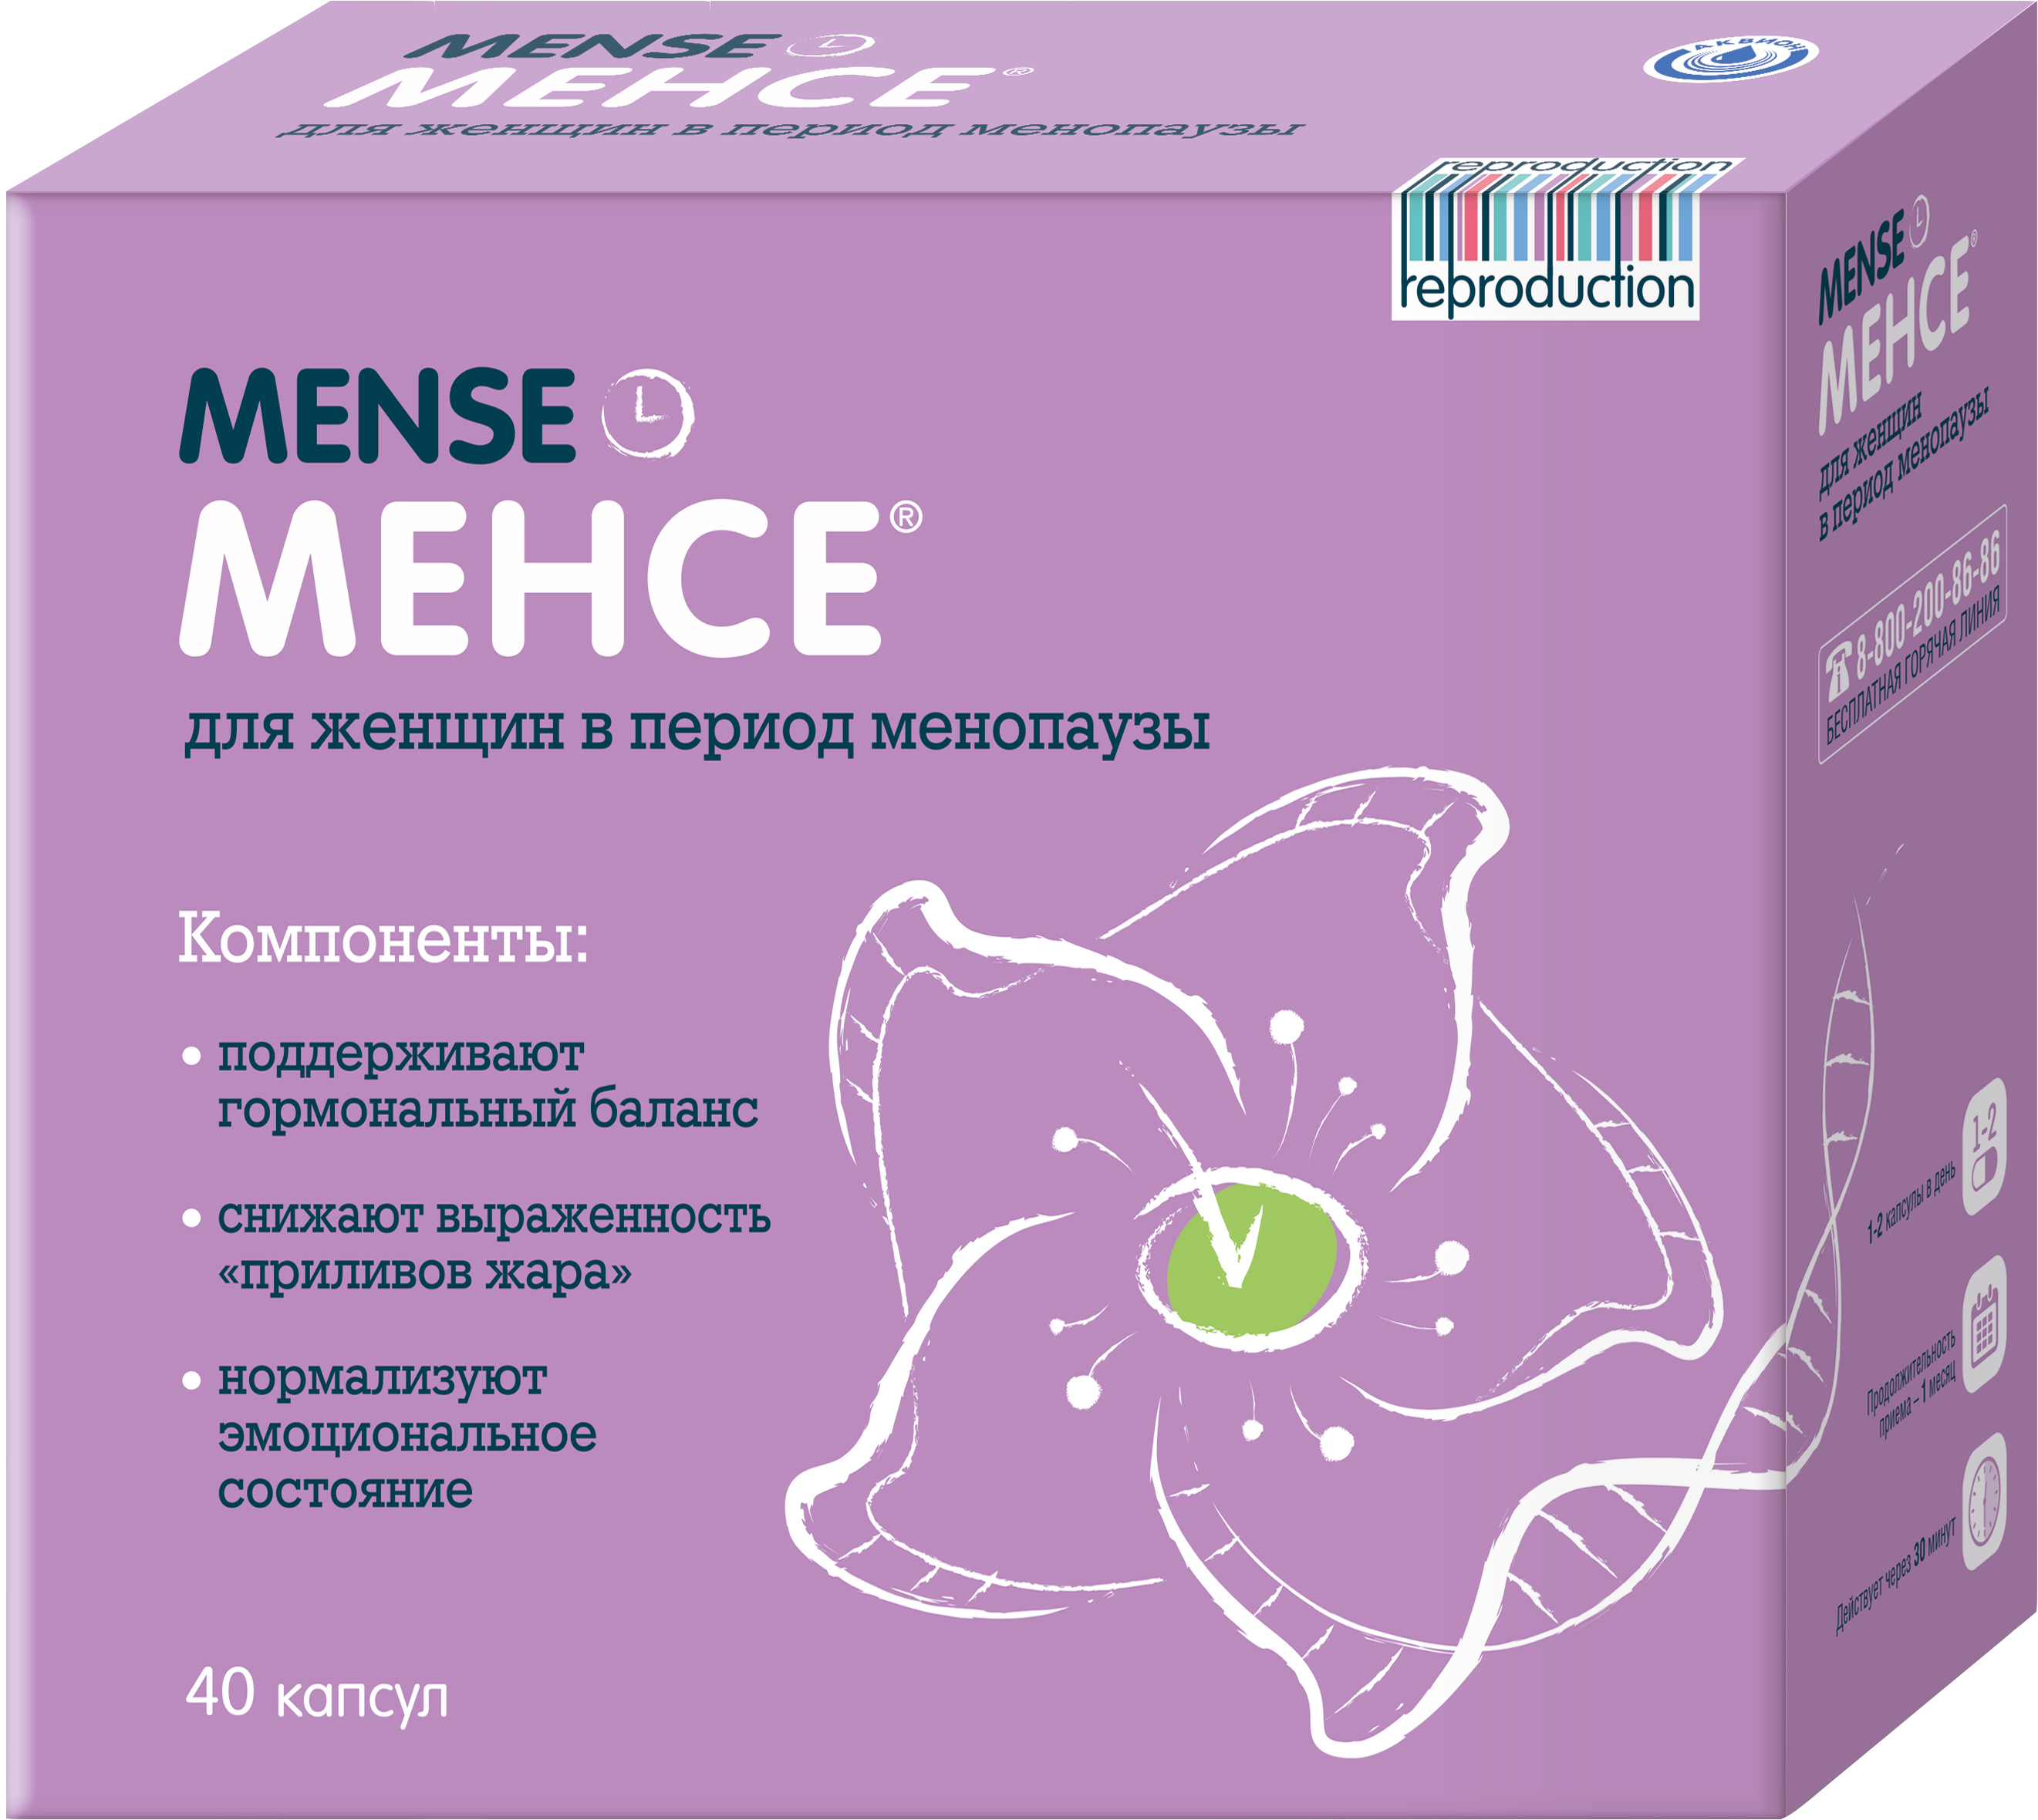 MENSE
МЕНСЕ®
для женщин в период менопаузы
АКВИОН
reproduction
reproduction
MENSE
МЕНСЕ®
для женщин в период менопаузы
Компоненты:
• поддерживают
гормональный баланс
• снижают выраженность
«приливов жара»
• нормализуют
эмоциональное
состояние
40 капсул
MENSE
МЕНСЕ®
для женщин
в период менопаузы
8-800-200-86-86
БЕСПЛАТНАЯ ГОРЯЧАЯ ЛИНИЯ
1-2
1-2 капсулы в день
Продолжительность
приема – 1 месяц
Действует через 30 минут